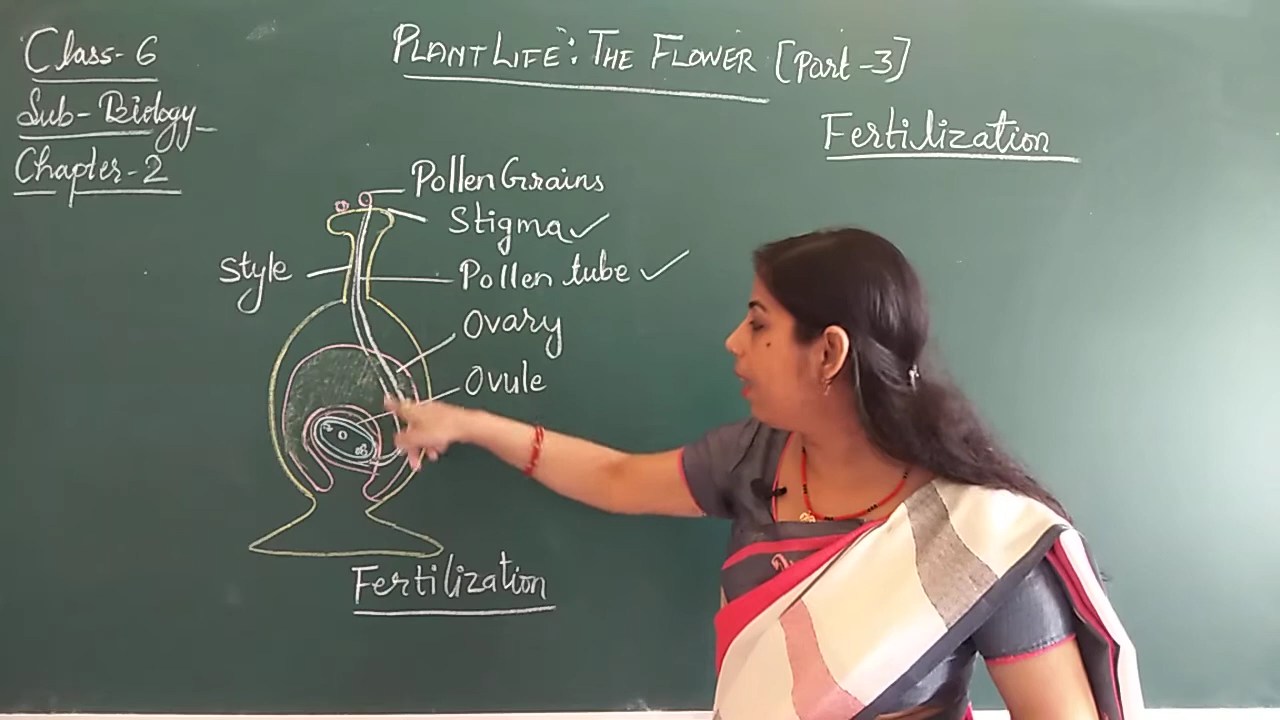 Class-6
Sub-Biology
Chapter-2
PLANT LIFE: THE FLOWER [Part-3]
Fertilization
Pollen Grains
Stigma ✓
Style
Pollen tube ✓
Ovary
Ovule
Fertilization